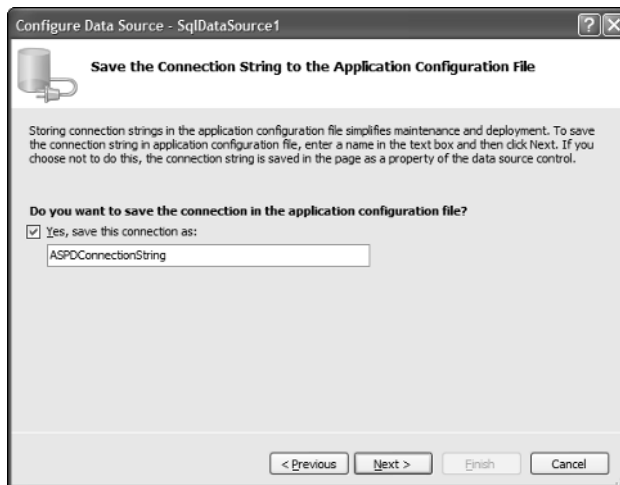 Configure Data Source - SqlDataSource1
Save the Connection String to the Application Configuration File
Storing connection strings in the application configuration file simplifies maintenance and deployment. To save
the connection string in application configuration file, enter a name in the text box and then click Next. If you
choose not to do this, the connection string is saved in the page as a property of the data source control.
Do you want to save the connection in the application configuration file?
Yes, save this connection as:
ASPDConnectionString
< Previous Next > Finish Cancel